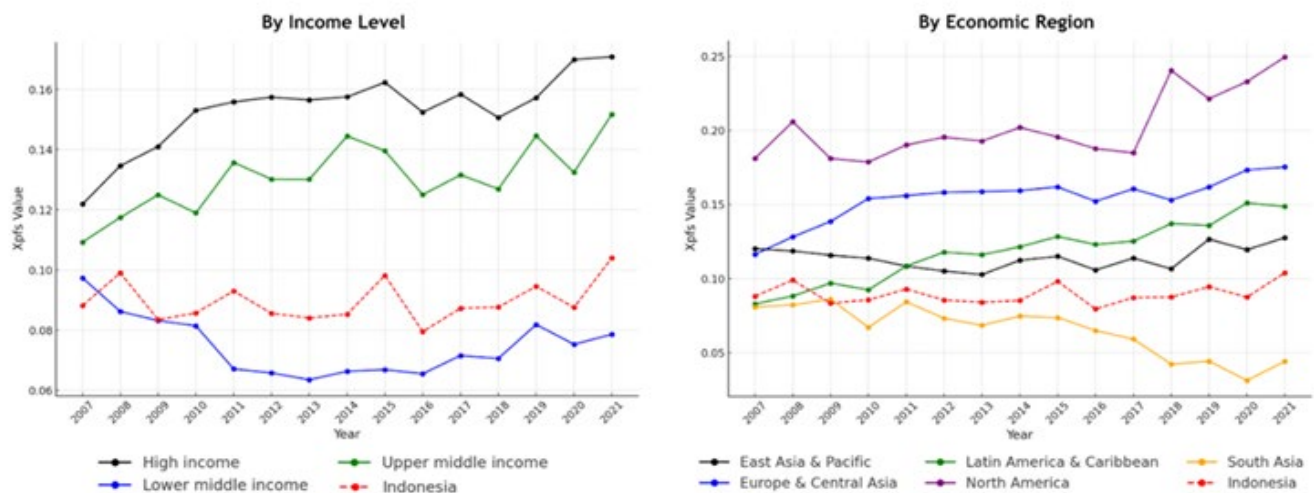 By Income Level
Xpfs Value
0.16
0.14
0.12
0.10
0.08
0.06
2007 2008 2009 2010 2011 2012 2013 2014 2015 2016 2017 2018 2019 2020 2021
Year
High income
Upper middle income
Lower middle income
Indonesia
By Economic Region
Xpfs Value
0.25
0.20
0.15
0.10
0.05
2007 2008 2009 2010 2011 2012 2013 2014 2015 2016 2017 2018 2019 2020 2021
Year
East Asia & Pacific
Latin America & Caribbean
South Asia
Europe & Central Asia
North America
Indonesia